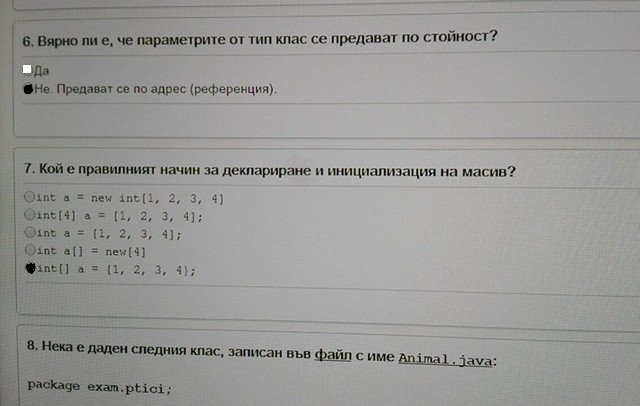 6. Вярно ли е, че параметрите от тип клас се предават по стойност?
Да
Не. Предават се по адрес (референция).
7. Кой е правилният начин за деклариране и инициализация на масив?
int a = new int[1, 2, 3, 4]
int[4] a = {1, 2, 3, 4};
int a = {1, 2, 3, 4};
int a[] = new[4]
int[] a = {1, 2, 3, 4};
8. Нека е даден следния клас, записан във файл с име Animal.java:
package exam.ptici;